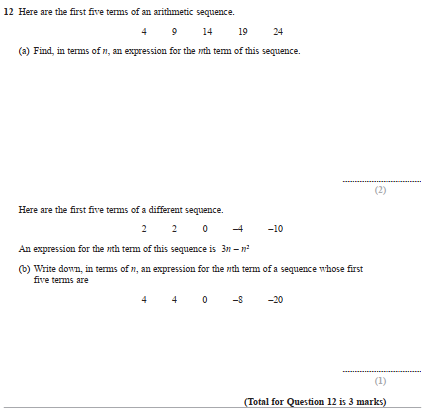 12 Here are the first five terms of an arithmetic sequence.
4 9 14 19 24
(a) Find, in terms of n, an expression for the nth term of this sequence.
(2)
Here are the first five terms of a different sequence.
2 2 0 –4 –10
An expression for the nth term of this sequence is 3n – n²
(b) Write down, in terms of n, an expression for the nth term of a sequence whose first
five terms are
4 4 0 –8 –20
(1)
(Total for Question 12 is 3 marks)